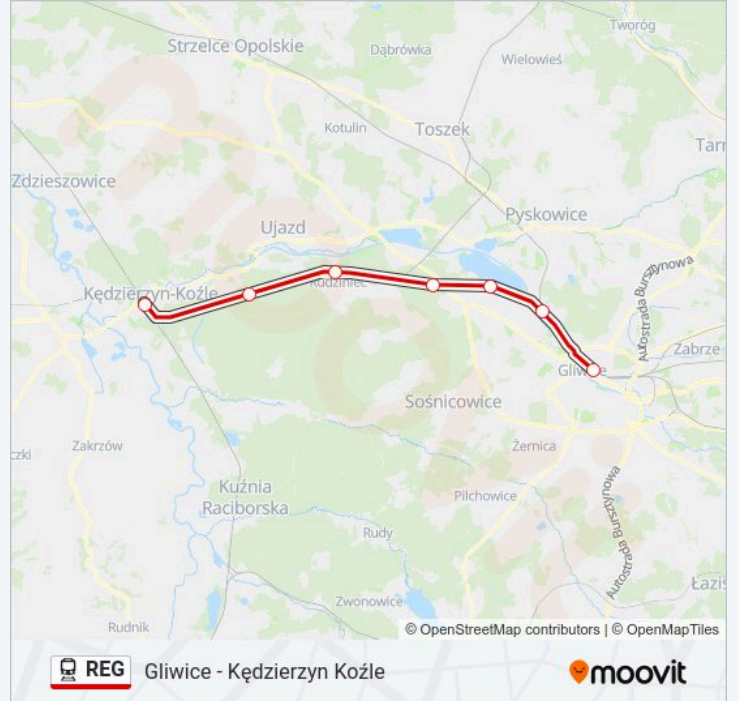 Tworóg
Strzelce Opolskie
Dąbrówka
Wielowieś
Kotulin
Toszek
Tarn
Zdzieszowice
Pyskowice
Ujazd
Autostrada Bursztynowa
Kędzierzyn-Koźle
Rudziniec
Zabrze
Gliwice
Sośnicowice
Zakrzów
Żernica
Kuźnia
Raciborska
Pilchowice
Autostrada Bursztynowa
Rudy
Zwonowice
Łazis
Rudnik
© OpenStreetMap contributors | © OpenMapTiles
REG Gliwice - Kędzierzyn Koźle
moovit